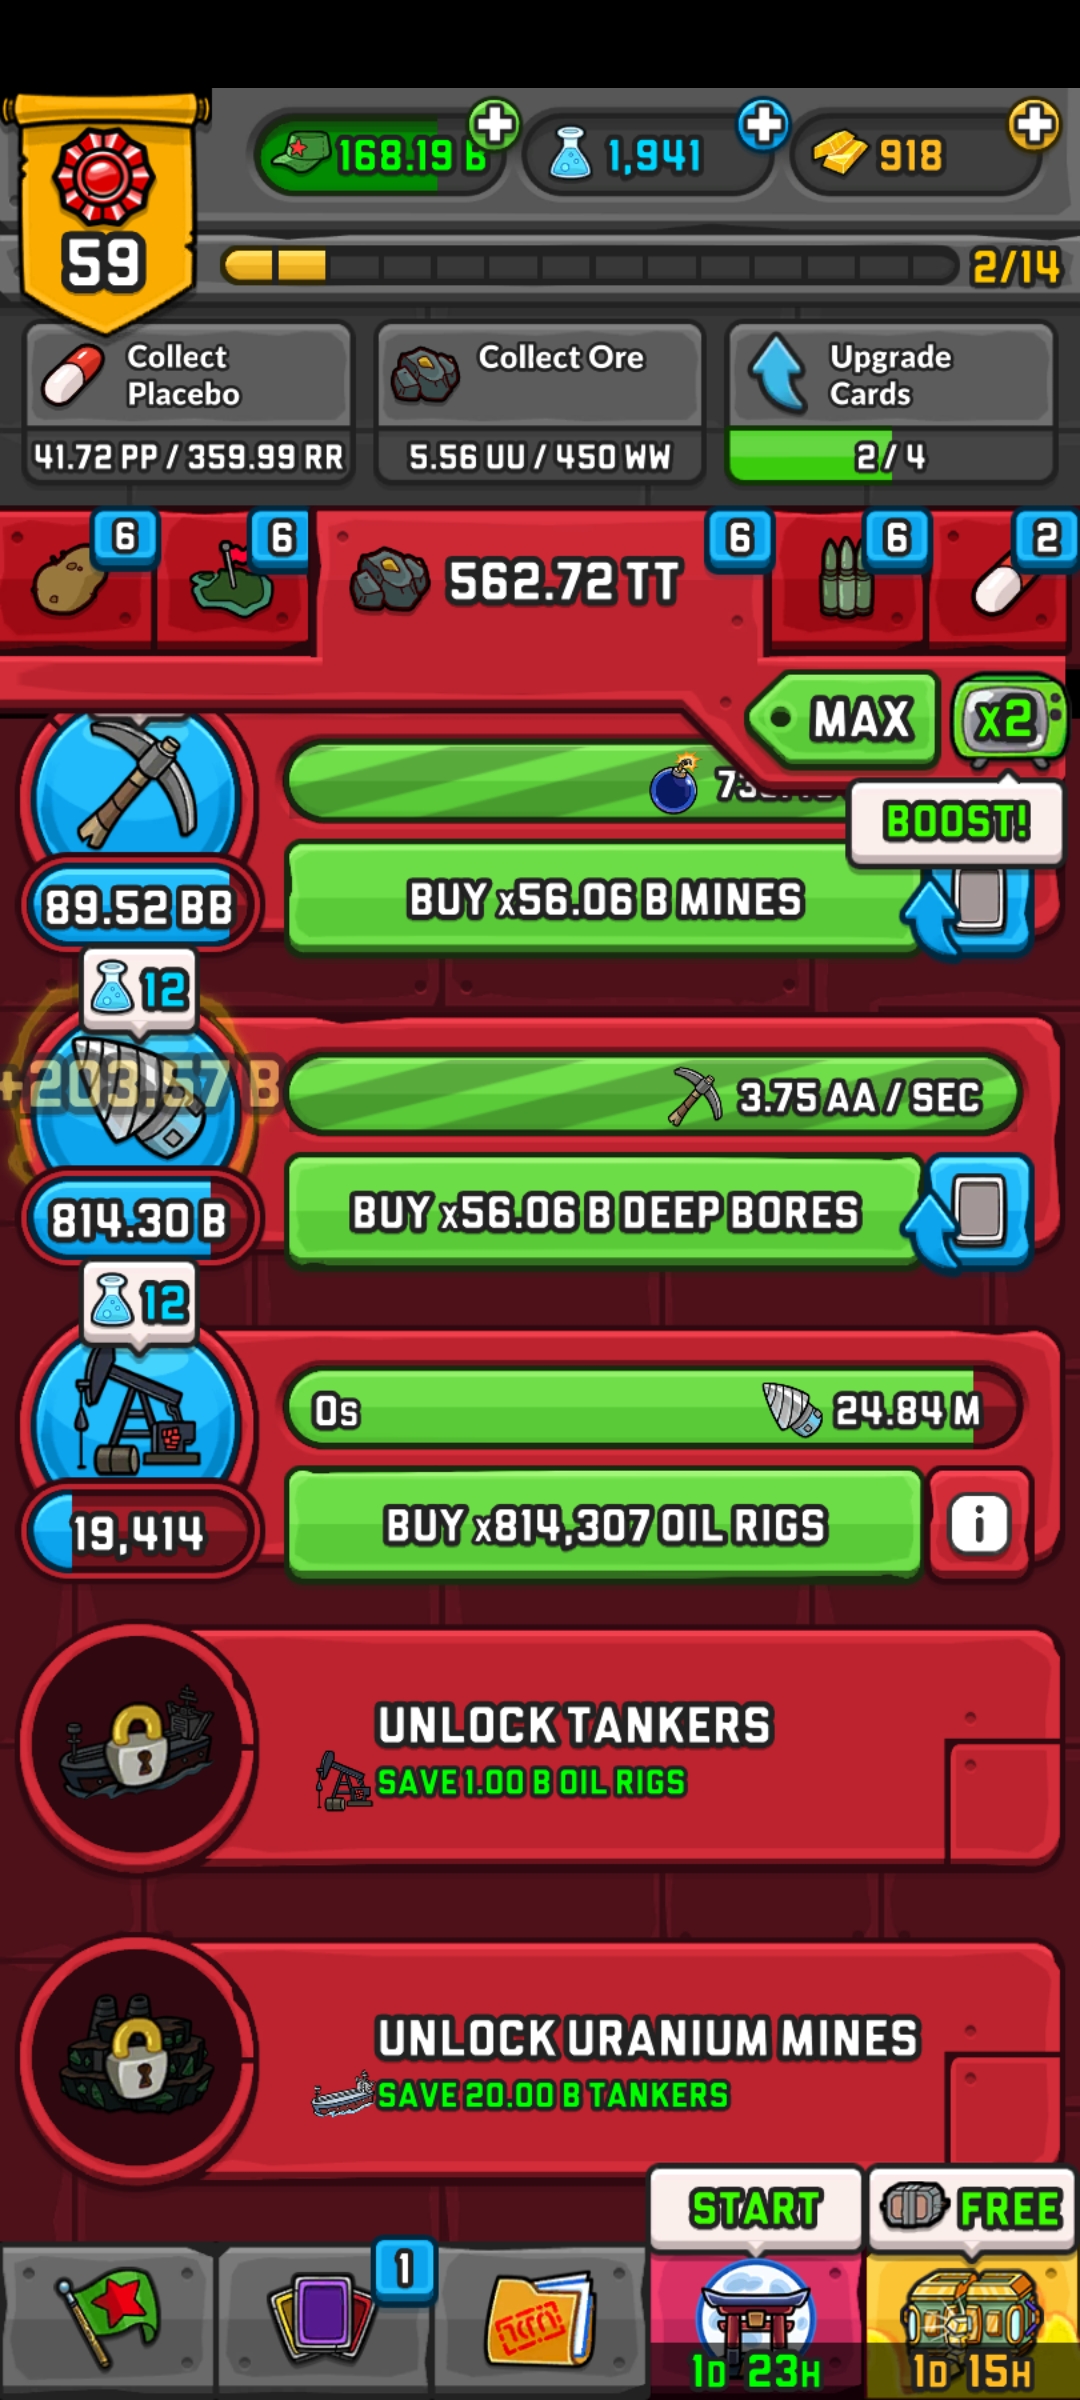 168.19 B
1,941
918
59
2/14
Collect
Placebo
41.72 PP / 359.99 RR
Collect Ore
5.56 UU / 450 WW
Upgrade
Cards
2 / 4
6
6
562.72 TT
6
6
2
MAX
x2
BOOST!
89.52 BB
BUY x56.06 B MINES
12
+203.57 B
3.75 AA / SEC
814.30 B
BUY x56.06 B DEEP BORES
12
0s
24.84 M
19,414
BUY x814,307 OIL RIGS
i
UNLOCK TANKERS
SAVE 1.00 B OIL RIGS
UNLOCK URANIUM MINES
SAVE 20.00 B TANKERS
START
FREE
1
1D 23H
1D 15H